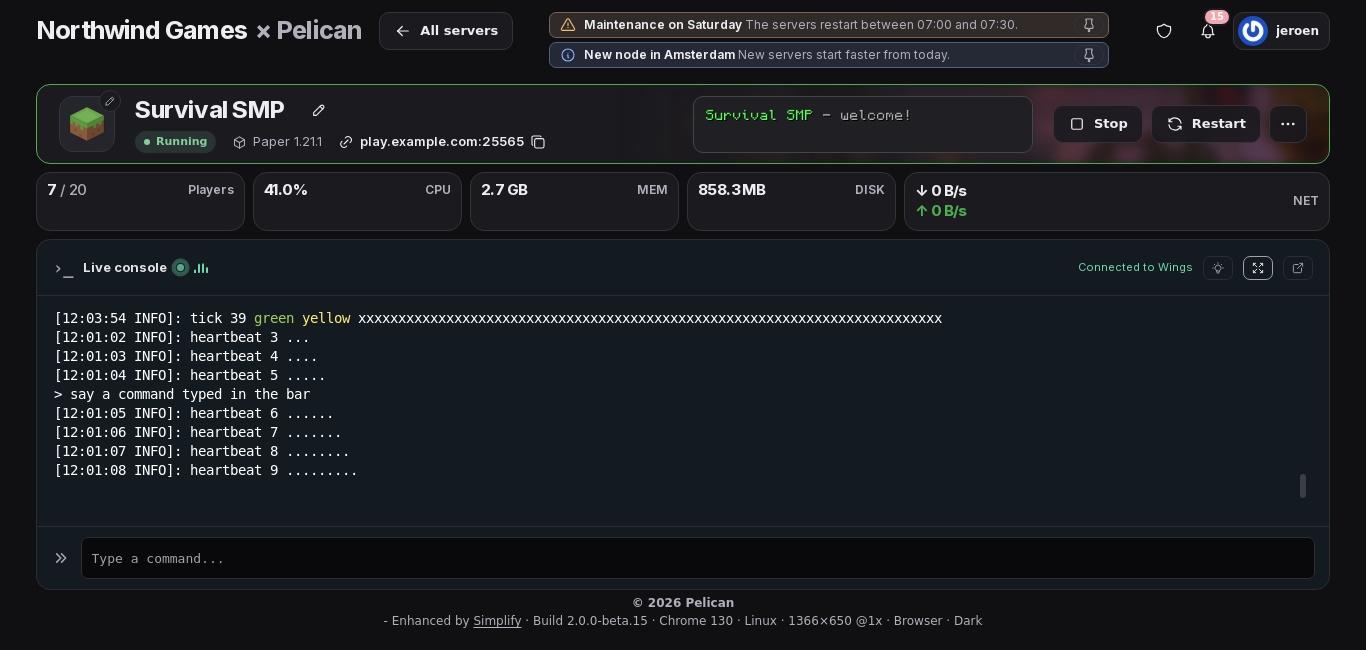 Northwind Games × Pelican
All servers
Maintenance on Saturday The servers restart between 07:00 and 07:30.
New node in Amsterdam New servers start faster from today.
15
jeroen
Survival SMP
Running
Paper 1.21.1
play.example.com:25565
Survival SMP - welcome!
Stop
Restart
7 / 20
Players
41.0%
CPU
2.7 GB
MEM
858.3 MB
DISK
↓ 0 B/s
↑ 0 B/s
NET
Live console
Connected to Wings
[12:03:54 INFO]: tick 39 green yellow xxxxxxxxxxxxxxxxxxxxxxxxxxxxxxxxxxxxxxxxxxxxxxxxxxxxxxxxxxxxxxxxxxxxxxxxx
[12:01:02 INFO]: heartbeat 3 ...
[12:01:03 INFO]: heartbeat 4 ....
[12:01:04 INFO]: heartbeat 5 .....
> say a command typed in the bar
[12:01:05 INFO]: heartbeat 6 ......
[12:01:06 INFO]: heartbeat 7 .......
[12:01:07 INFO]: heartbeat 8 ........
[12:01:08 INFO]: heartbeat 9 .........
Type a command...
© 2026 Pelican
- Enhanced by Simplify · Build 2.0.0-beta.15 · Chrome 130 · Linux · 1366×650 @1x · Browser · Dark